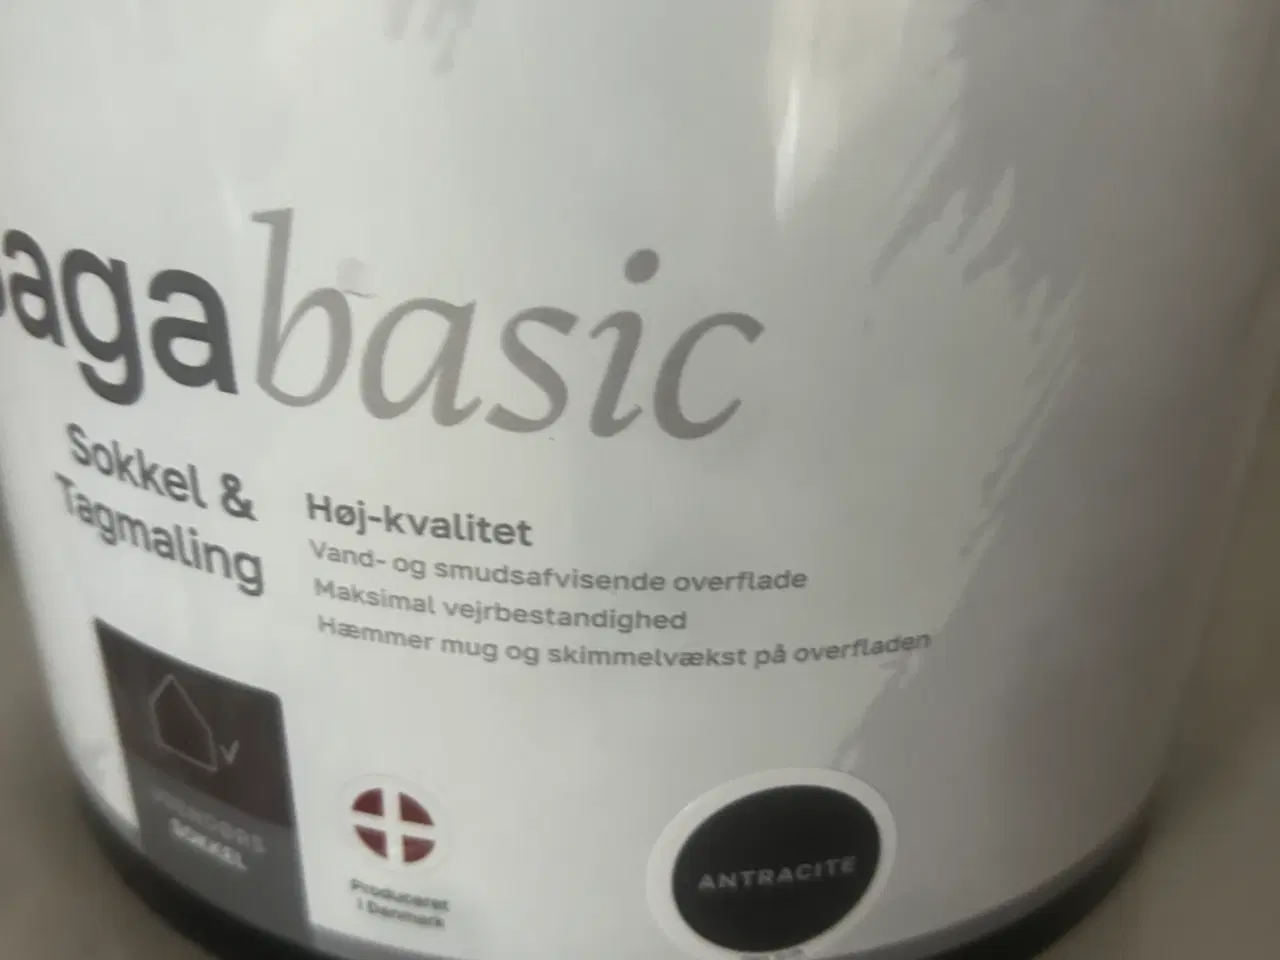 sagabasic
Sokkel &
Tagmaling
Høj-kvalitet
Vand- og smudsafvisende overflade
Maksimal vejrbestandighed
Hæmmer mug og skimmelvækst på overfladen
SOKKEL
Produceret
i Danmark
ANTRACITE